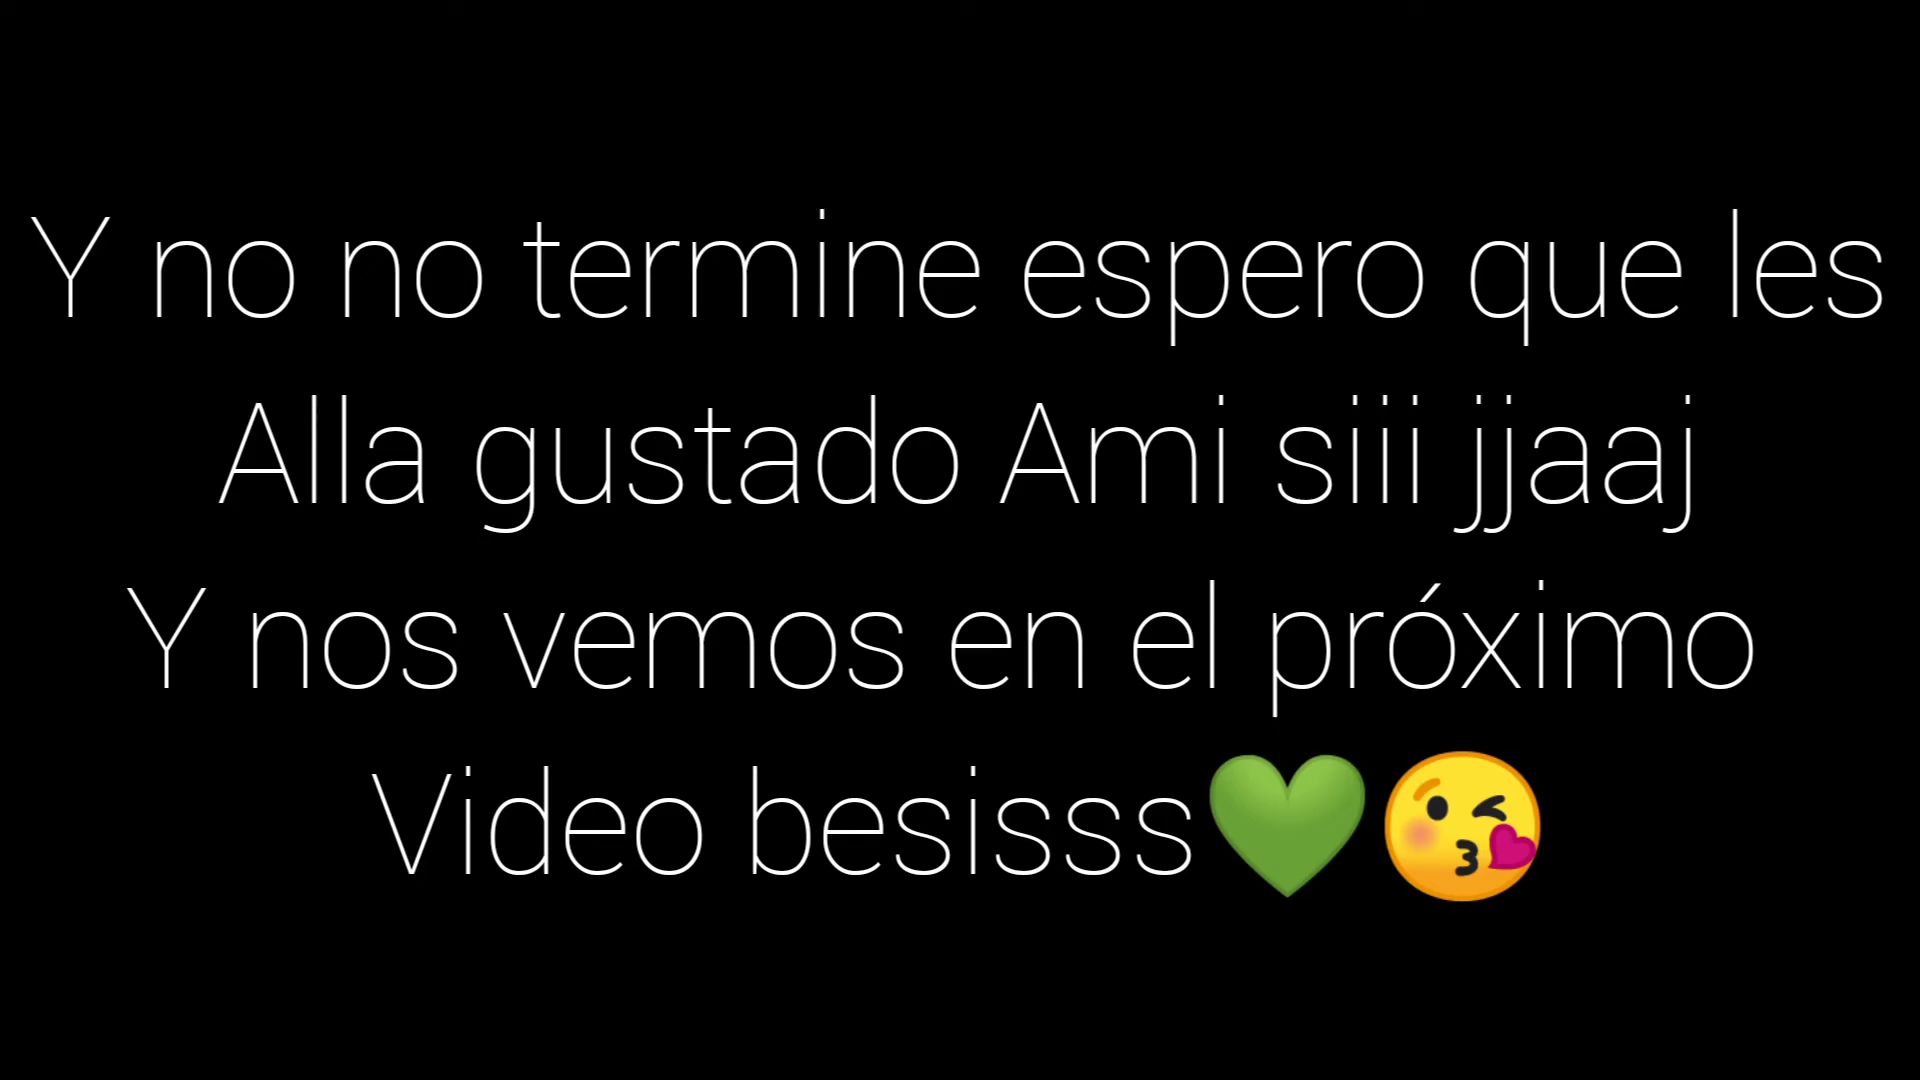 Y no no termine espero que les
Alla gustado Ami siii jjaaj
Y nos vemos en el próximo
Video besisss💚😘